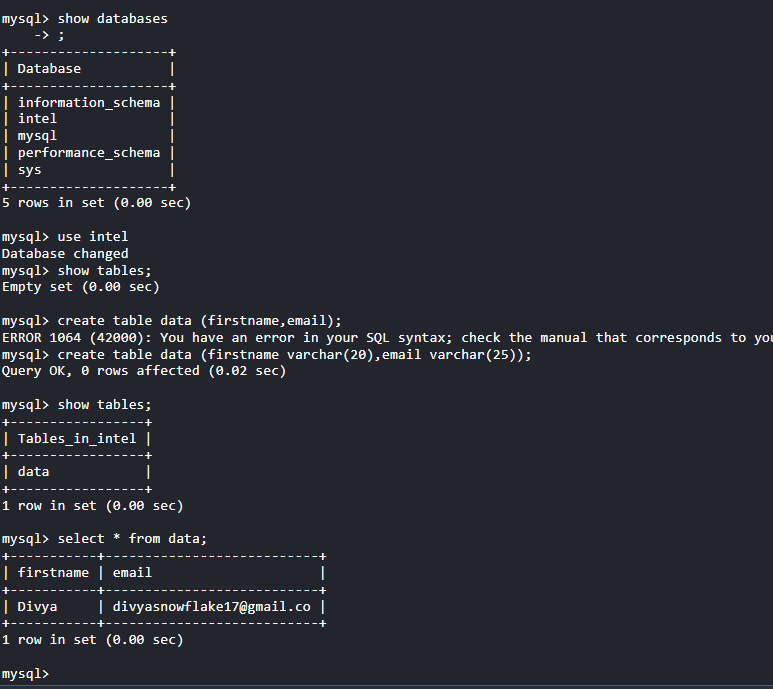 mysql> show databases
    -> ;
+--------------------+
| Database           |
+--------------------+
| information_schema |
| intel              |
| mysql              |
| performance_schema |
| sys                |
+--------------------+
5 rows in set (0.00 sec)

mysql> use intel
Database changed
mysql> show tables;
Empty set (0.00 sec)

mysql> create table data (firstname,email);
ERROR 1064 (42000): You have an error in your SQL syntax; check the manual that corresponds to you
mysql> create table data (firstname varchar(20),email varchar(25));
Query OK, 0 rows affected (0.02 sec)

mysql> show tables;
+-----------------+
| Tables_in_intel |
+-----------------+
| data            |
+-----------------+
1 row in set (0.00 sec)

mysql> select * from data;
+-----------+---------------------------+
| firstname | email                     |
+-----------+---------------------------+
| Divya     | divyasnowflake17@gmail.co |
+-----------+---------------------------+
1 row in set (0.00 sec)

mysql>